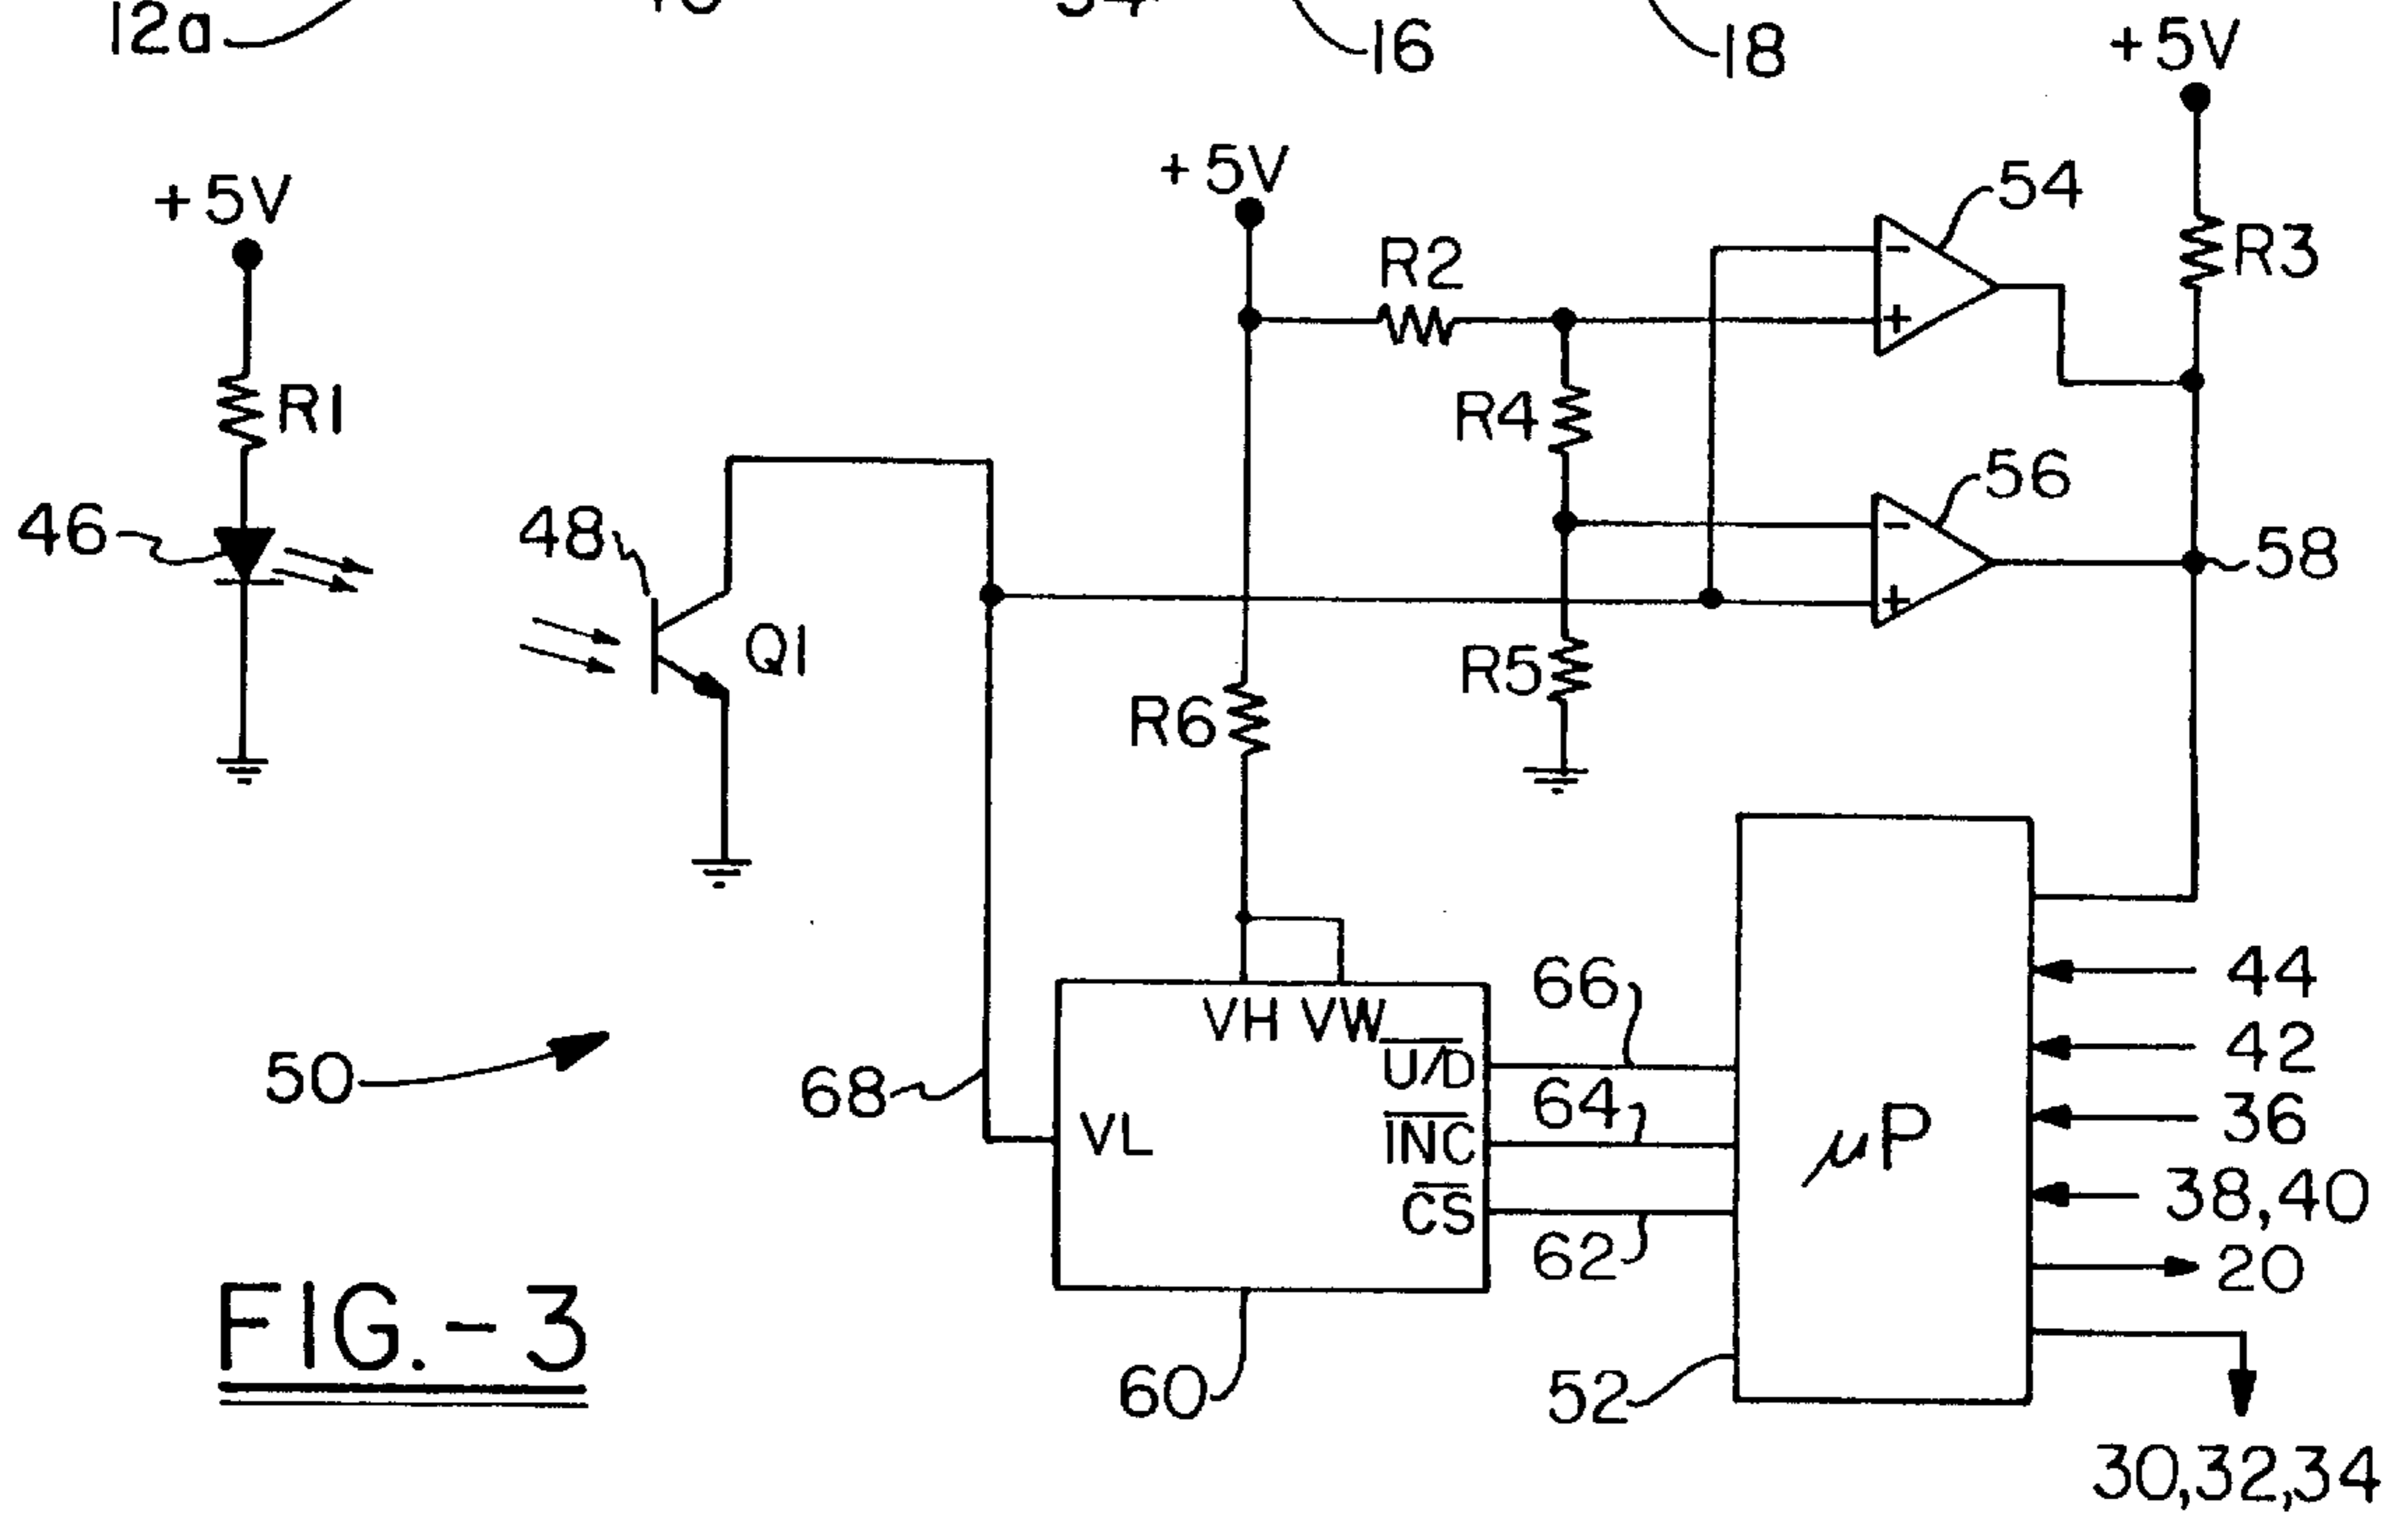 12a
16
18
+5V
+5V
+5V
54
R2
R3
R1
R4
56
46
48
58
Q1
R5
R6
44
66
VH VW
U/D
42
50
68
64
36
VL
INC
μP
38,40
CS
62
20
FIG.-3
60
52
30,32,34